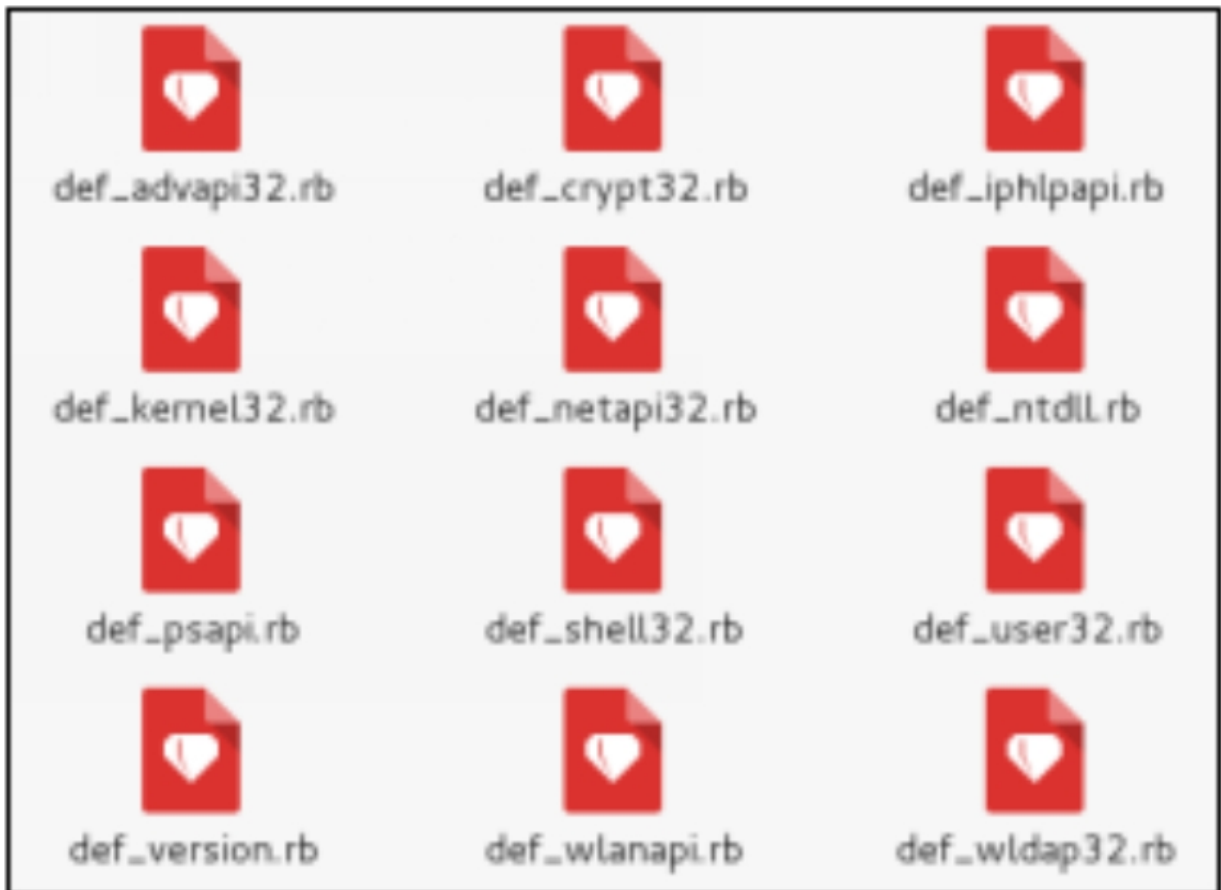 def_advapi32.rb def_crypt32.rb def_iphlpapi.rb
def_kernel32.rb def_netapi32.rb def_ntdll.rb
def_psapi.rb def_shell32.rb def_user32.rb
def_version.rb def_wlanapi.rb def_wldap32.rb